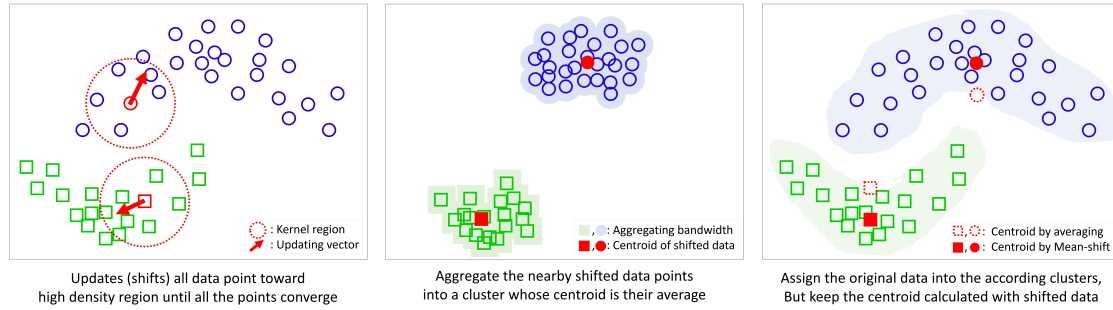 : Kernel region
: Updating vector
Updates (shifts) all data point toward
high density region until all the points converge
, : Aggregating bandwidth
, : Centroid of shifted data
Aggregate the nearby shifted data points
into a cluster whose centroid is their average
, : Centroid by averaging
, : Centroid by Mean-shift
Assign the original data into the according clusters,
But keep the centroid calculated with shifted data